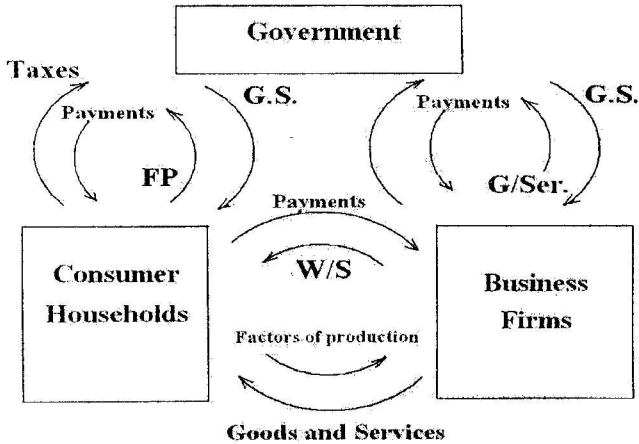 Government
Taxes
G.S.
G.S.
Payments
Payments
FP
G/Ser.
Payments
W/S
Consumer
Households
Business
Firms
Factors of production
Goods and Services